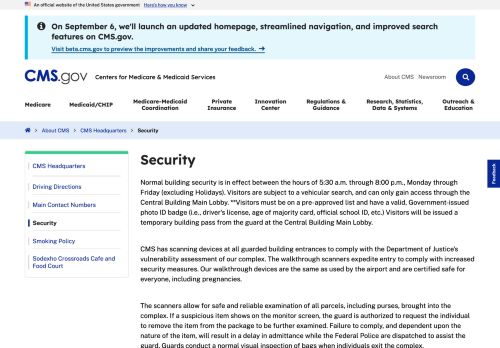 An official website of the United States government Here's how you know
On September 6, we'll launch an updated homepage, streamlined navigation, and improved search
features on CMS.gov.
Visit beta.cms.gov to preview the improvements and share your feedback.
CMS.gov Centers for Medicare & Medicaid Services
About CMS Newsroom
Medicare
Medicaid/CHIP
Medicare-Medicaid
Coordination
Private
Insurance
Innovation
Center
Regulations &
Guidance
Research, Statistics,
Data & Systems
Outreach &
Education
About CMS CMS Headquarters Security
CMS Headquarters
Driving Directions
Main Contact Numbers
Security
Smoking Policy
Sodexho Crossroads Cafe and
Food Court
Security
Normal building security is in effect between the hours of 5:30 a.m. through 8:00 p.m., Monday through
Friday (excluding Holidays). Visitors are subject to a vehicular search, and can only gain access through the
Central Building Main Lobby. **Visitors must be on a pre-approved list and have a valid, Government-issued
photo ID badge (i.e., driver's license, age of majority card, official school ID, etc.) Visitors will be issued a
temporary building pass from the guard at the Central Building Main Lobby.
CMS has scanning devices at all guarded building entrances to comply with the Department of Justice's
vulnerability assessment of our complex. The walkthrough scanners expedite entry to comply with increased
security measures. Our walkthrough devices are the same as used by the airport and are certified safe for
everyone, including pregnancies.
The scanners allow for safe and reliable examination of all parcels, including purses, brought into the
complex. If a suspicious item shows on the monitor screen, the guard is authorized to request the individual
to remove the item from the package to be further examined. Failure to comply, and dependent upon the
nature of the item, will result in a delay in admittance while the Federal Police are dispatched to assist the
guard. Guards conduct a normal visual inspection of bags when individuals exit the complex.
Feedback